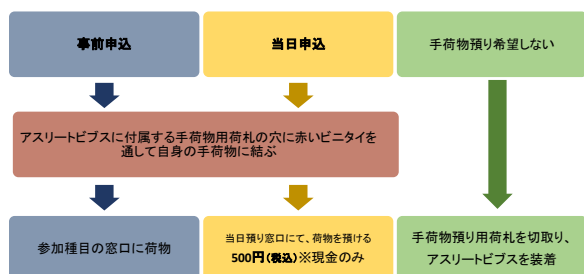 事前申込
当日申込
手荷物預り希望しない
アスリートビブスに付属する手荷物用荷札の穴に赤いビニタイを
通して自身の手荷物に結ぶ
参加種目の窓口に荷物
当日預り窓口にて、荷物を預ける
500円(税込)※現金のみ
手荷物預り用荷札を切取り、
アスリートビブスを装着